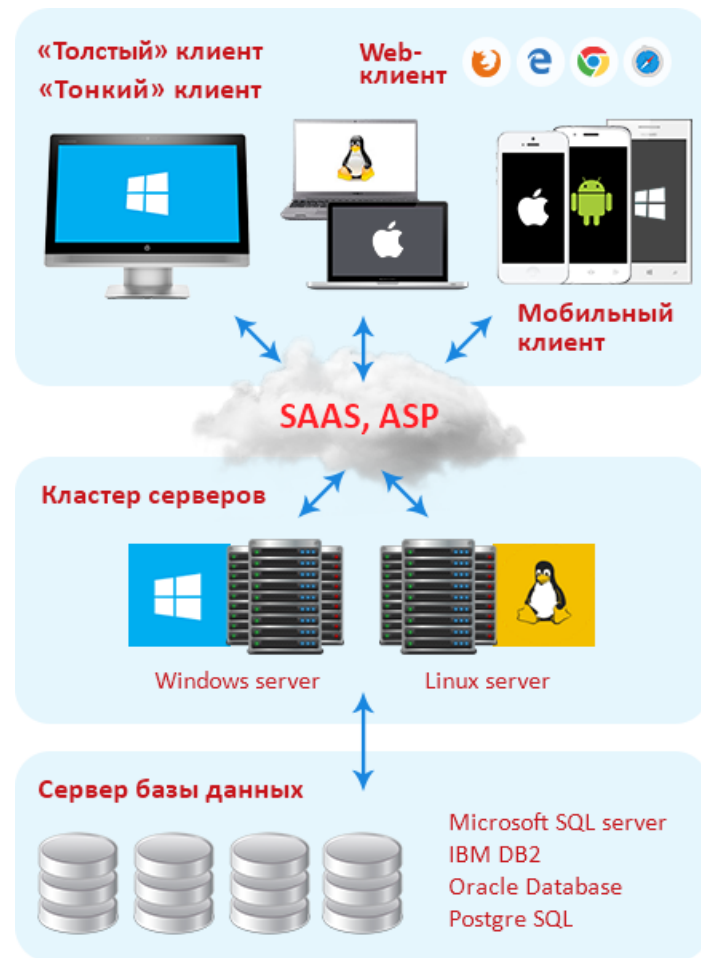 «Толстый» клиент
«Тонкий» клиент
Web-
клиент
Мобильный
клиент
SAAS, ASP
Кластер серверов
Windows server
Linux server
Сервер базы данных
Microsoft SQL server
IBM DB2
Oracle Database
Postgre SQL